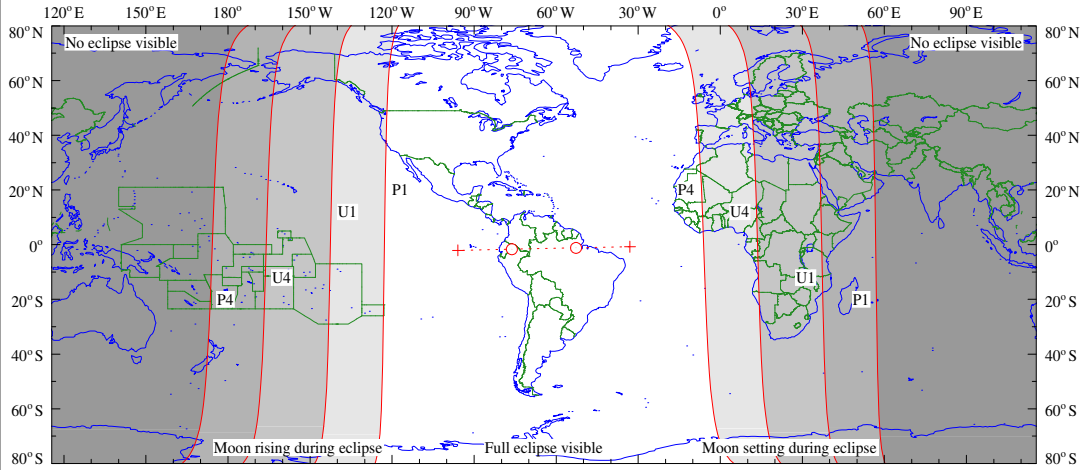 120°E 150°E 180°W 150°W 120°W 90°W 60°W 30°W 0° 30°E 60°E 90°E
80°N No eclipse visible No eclipse visible 80°N
60°N 60°N
40°N 40°N
20°N P1 P4 20°N
U1 U4
0° 0°
U4 U1
20°S P4 P1 20°S
40°S 40°S
60°S 60°S
Moon rising during eclipse Full eclipse visible Moon setting during eclipse
80°S 80°S